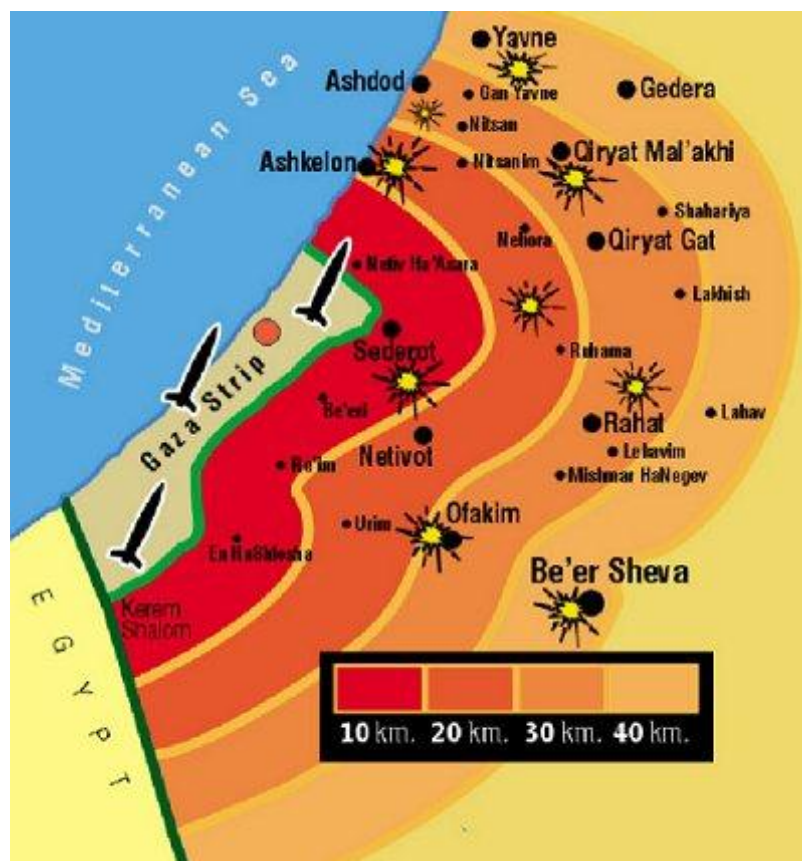 Yavne
Ashdod
Gan Yavne
Gedera
Nitsan
Mediterranean Sea
Ashkelon
Nitsanim
Qiryat Mal'akhi
Shahariya
Nehora
Qiryat Gat
Netiv Ha'Asara
Lakhish
Sederot
Ruhama
Gaza Strip
Be'eri
Rahat
Lahav
Netivot
Lehavim
Re'im
Mishmar HaNegev
Urim
Ofakim
En HaShlosha
Be'er Sheva
Kerem
Shalom
EGYPT
10 km. 20 km. 30 km. 40 km.